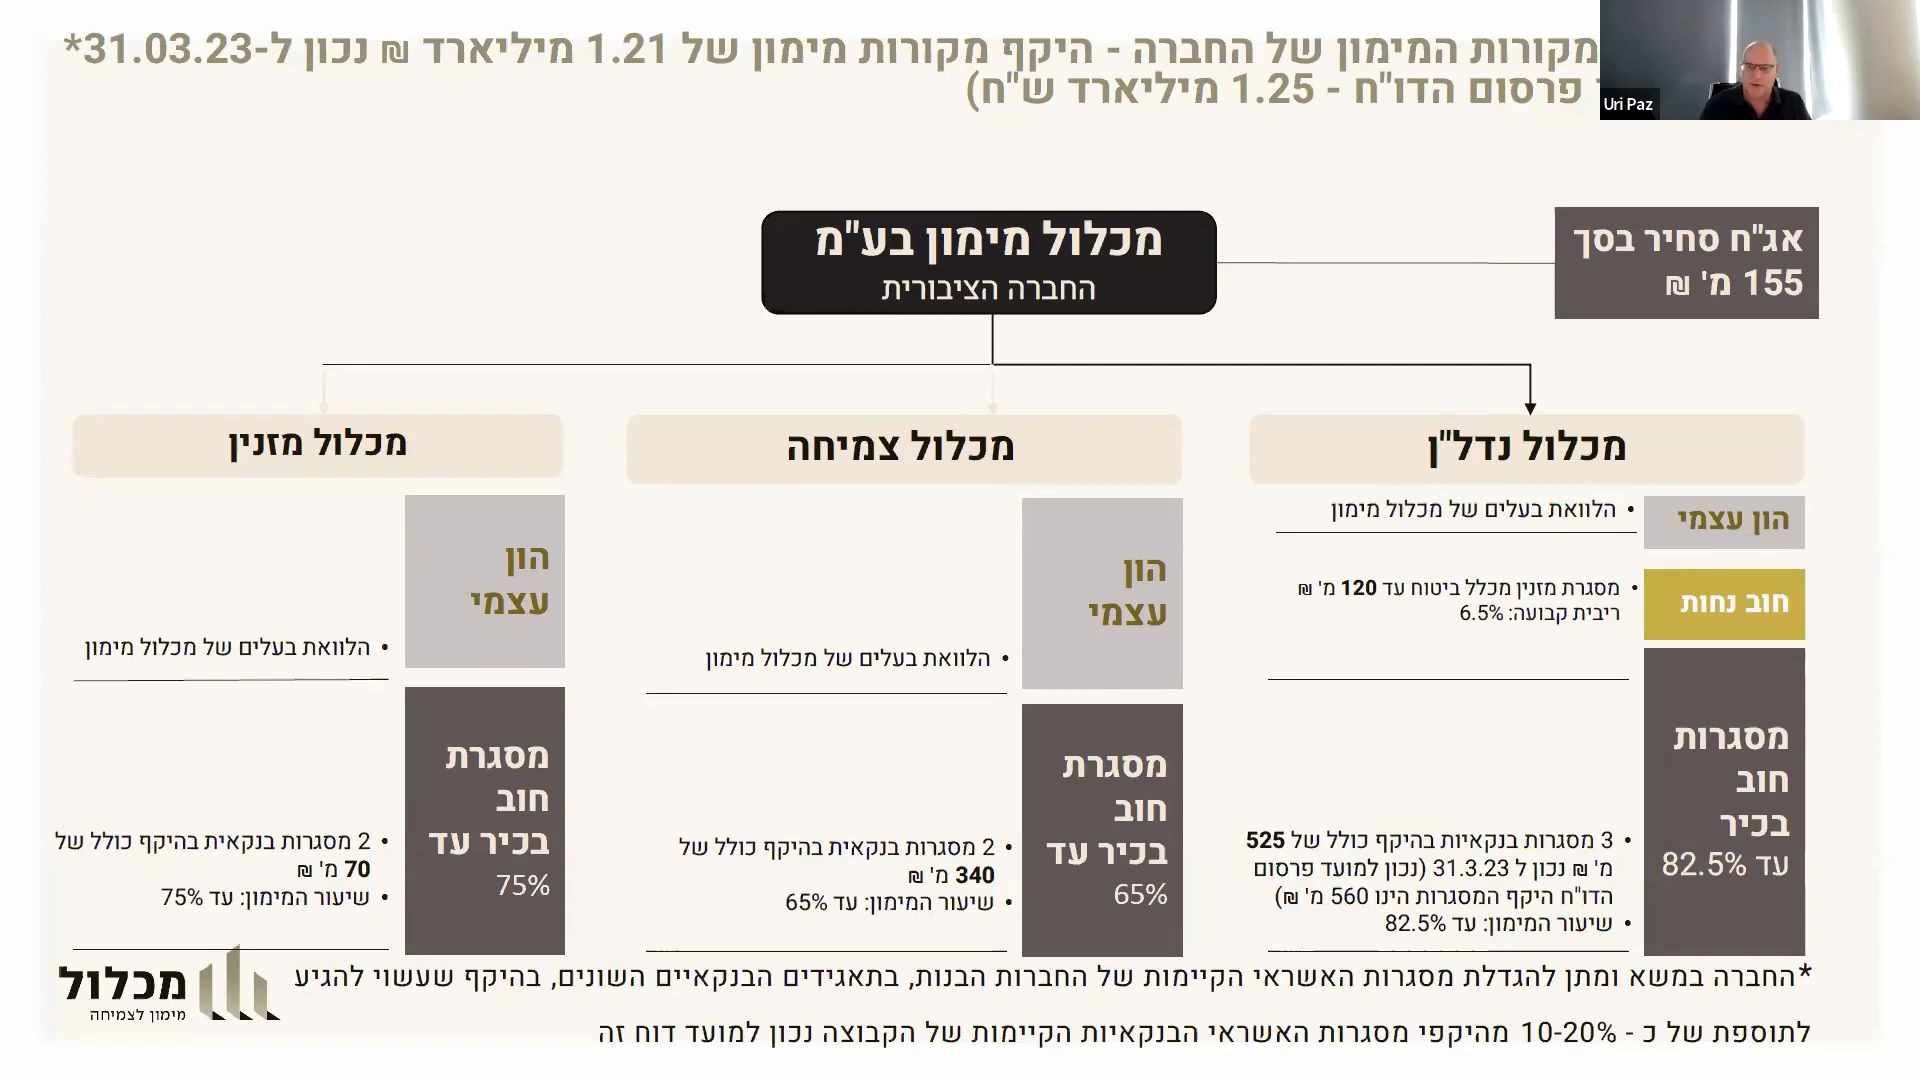 מקורות המימון של החברה - היקף מקורות מימון של 1.21 מיליארד ₪ נכון ל-31.03.23*
פרסום הדו"ח - 1.25 מיליארד ש"ח)
Uri Paz
מכלול מימון בע"מ
החברה הציבורית
אג"ח סחיר בסך
155 מ' ₪
מכלול נדל"ן
הון עצמי
• הלוואת בעלים של מכלול מימון
חוב נחות
• מסגרת מזנין מכלל ביטוח עד 120 מ' ₪
ריבית קבועה: 6.5%
מסגרות
חוב
בכיר
עד 82.5%
• 3 מסגרות בנקאיות בהיקף כולל של 525
מ' ₪ נכון ל 31.3.23 (נכון למועד פרסום
הדו"ח היקף המסגרות הינו 560 מ' ₪)
• שיעור המימון: עד 82.5%
מכלול צמיחה
הון
עצמי
• הלוואת בעלים של מכלול מימון
מסגרת
חוב
בכיר עד
65%
• 2 מסגרות בנקאית בהיקף כולל של
340 מ' ₪
• שיעור המימון: עד 65%
מכלול מזנין
הון
עצמי
• הלוואת בעלים של מכלול מימון
מסגרת
חוב
בכיר עד
75%
• 2 מסגרות בנקאית בהיקף כולל של
70 מ' ₪
• שיעור המימון: עד 75%
*החברה במשא ומתן להגדלת מסגרות האשראי הקיימות של החברות הבנות, בתאגידים הבנקאיים השונים, בהיקף שעשוי להגיע
לתוספת של כ - 10-20% מהיקפי מסגרות האשראי הבנקאיות הקיימות של הקבוצה נכון למועד דוח זה
מכלול
מימון לצמיחה